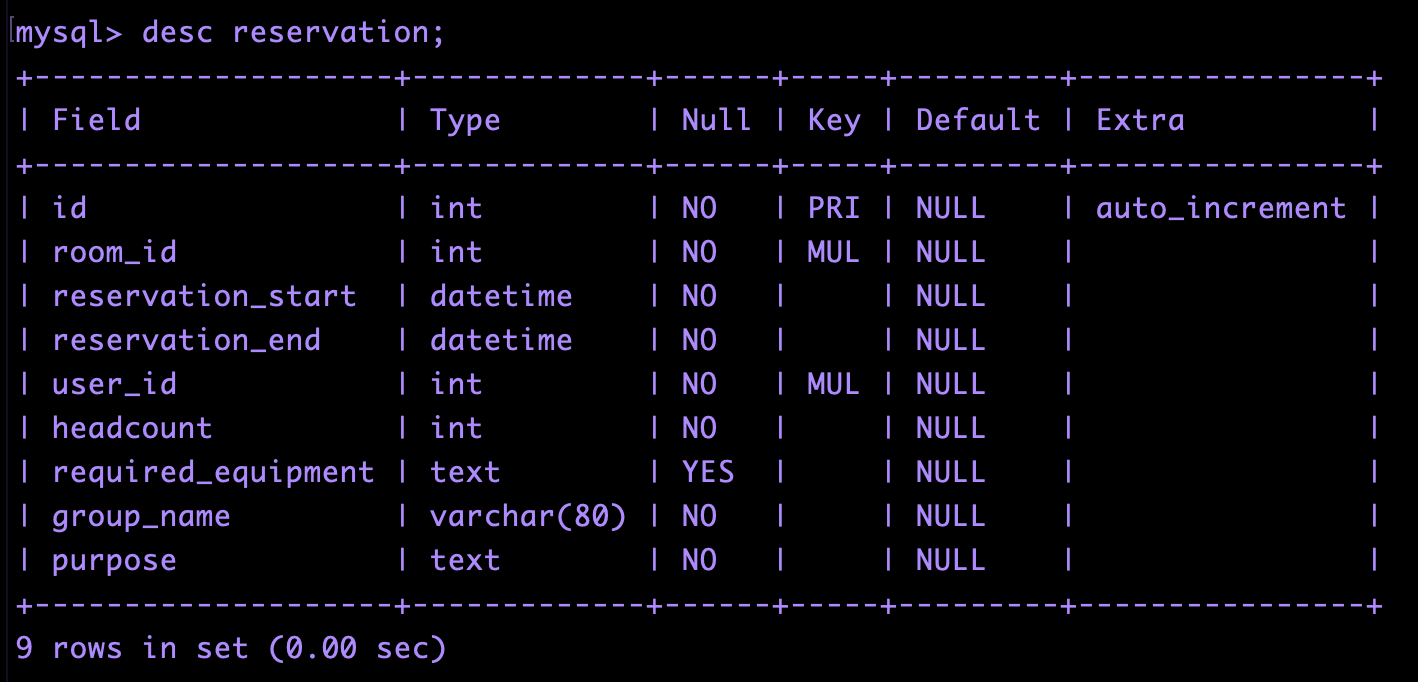 [mysql> desc reservation;
+--------------------+-------------+------+-----+---------+----------------+
| Field              | Type        | Null | Key | Default | Extra          |
+--------------------+-------------+------+-----+---------+----------------+
| id                 | int         | NO   | PRI | NULL    | auto_increment |
| room_id            | int         | NO   | MUL | NULL    |                |
| reservation_start  | datetime    | NO   |     | NULL    |                |
| reservation_end    | datetime    | NO   |     | NULL    |                |
| user_id            | int         | NO   | MUL | NULL    |                |
| headcount          | int         | NO   |     | NULL    |                |
| required_equipment | text        | YES  |     | NULL    |                |
| group_name         | varchar(80) | NO   |     | NULL    |                |
| purpose            | text        | NO   |     | NULL    |                |
+--------------------+-------------+------+-----+---------+----------------+
9 rows in set (0.00 sec)